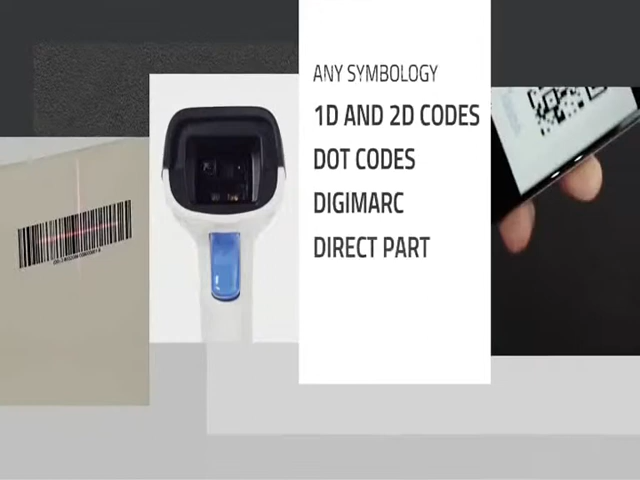 ANY SYMBOLOGY
1D AND 2D CODES
DOT CODES
DIGIMARC
DIRECT PART